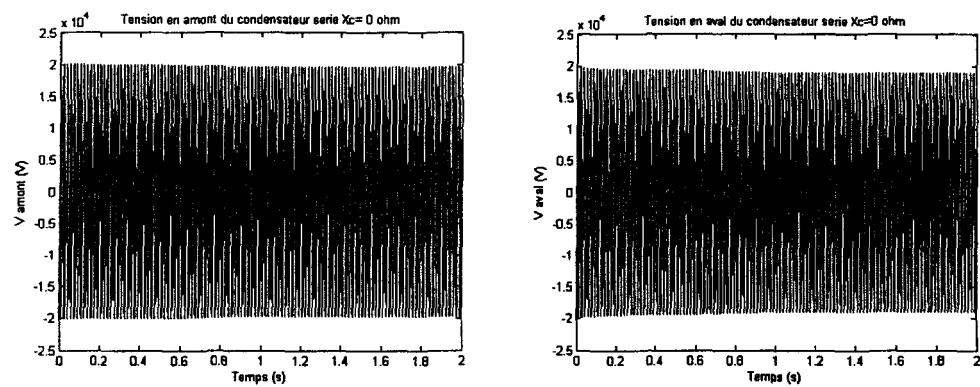 Tension en amont du condensateur serie Xc= 0 ohm
x 10^4
2.5
2
1.5
1
0.5
0
-0.5
-1
-1.5
-2
-2.5
V amont (V)
0 0.2 0.4 0.6 0.8 1 1.2 1.4 1.6 1.8 2
Temps (s)
Tension en aval du condensateur serie Xc=0 ohm
x 10^4
2.5
2
1.5
1
0.5
0
-0.5
-1
-1.5
-2
-2.5
V aval (V)
0 0.2 0.4 0.6 0.8 1 1.2 1.4 1.6 1.8 2
Temps (s)